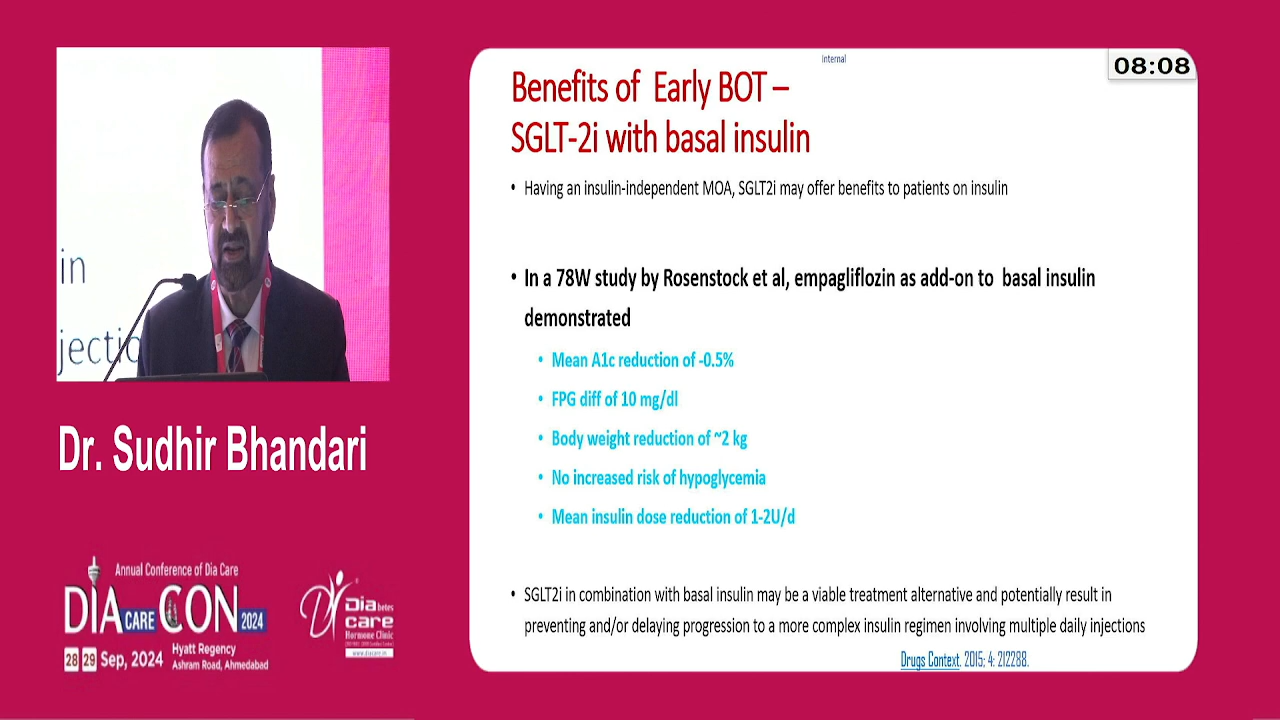 in
jectio
Dr. Sudhir Bhandari
Annual Conference of Dia Care
DIA CARE CON 2024
28 29 Sep, 2024
Hyatt Regency
Ashram Road, Ahmedabad
Diabetes
care
Hormone Clinic
www.diacare.in
Internal
08:08
Benefits of Early BOT –
SGLT-2i with basal insulin
• Having an insulin-independent MOA, SGLT2i may offer benefits to patients on insulin
• In a 78W study by Rosenstock et al, empagliflozin as add-on to basal insulin
demonstrated
• Mean A1c reduction of -0.5%
• FPG diff of 10 mg/dl
• Body weight reduction of ~2 kg
• No increased risk of hypoglycemia
• Mean insulin dose reduction of 1-2U/d
• SGLT2i in combination with basal insulin may be a viable treatment alternative and potentially result in
preventing and/or delaying progression to a more complex insulin regimen involving multiple daily injections
Drugs Context. 2015; 4: 212288.